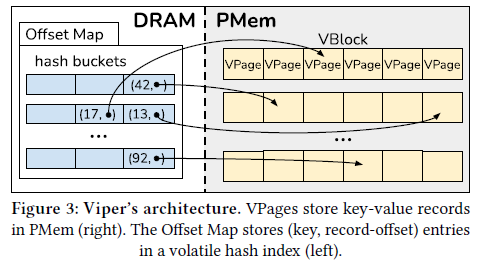 DRAM PMem
Offset Map
VBlock
hash buckets
VPage VPage VPage VPage VPage VPage
(42, )
(17, ) (13, )
...
...
(92, )
Figure 3: Viper's architecture. VPages store key-value records
in PMem (right). The Offset Map stores (key, record-offset) entries
in a volatile hash index (left).